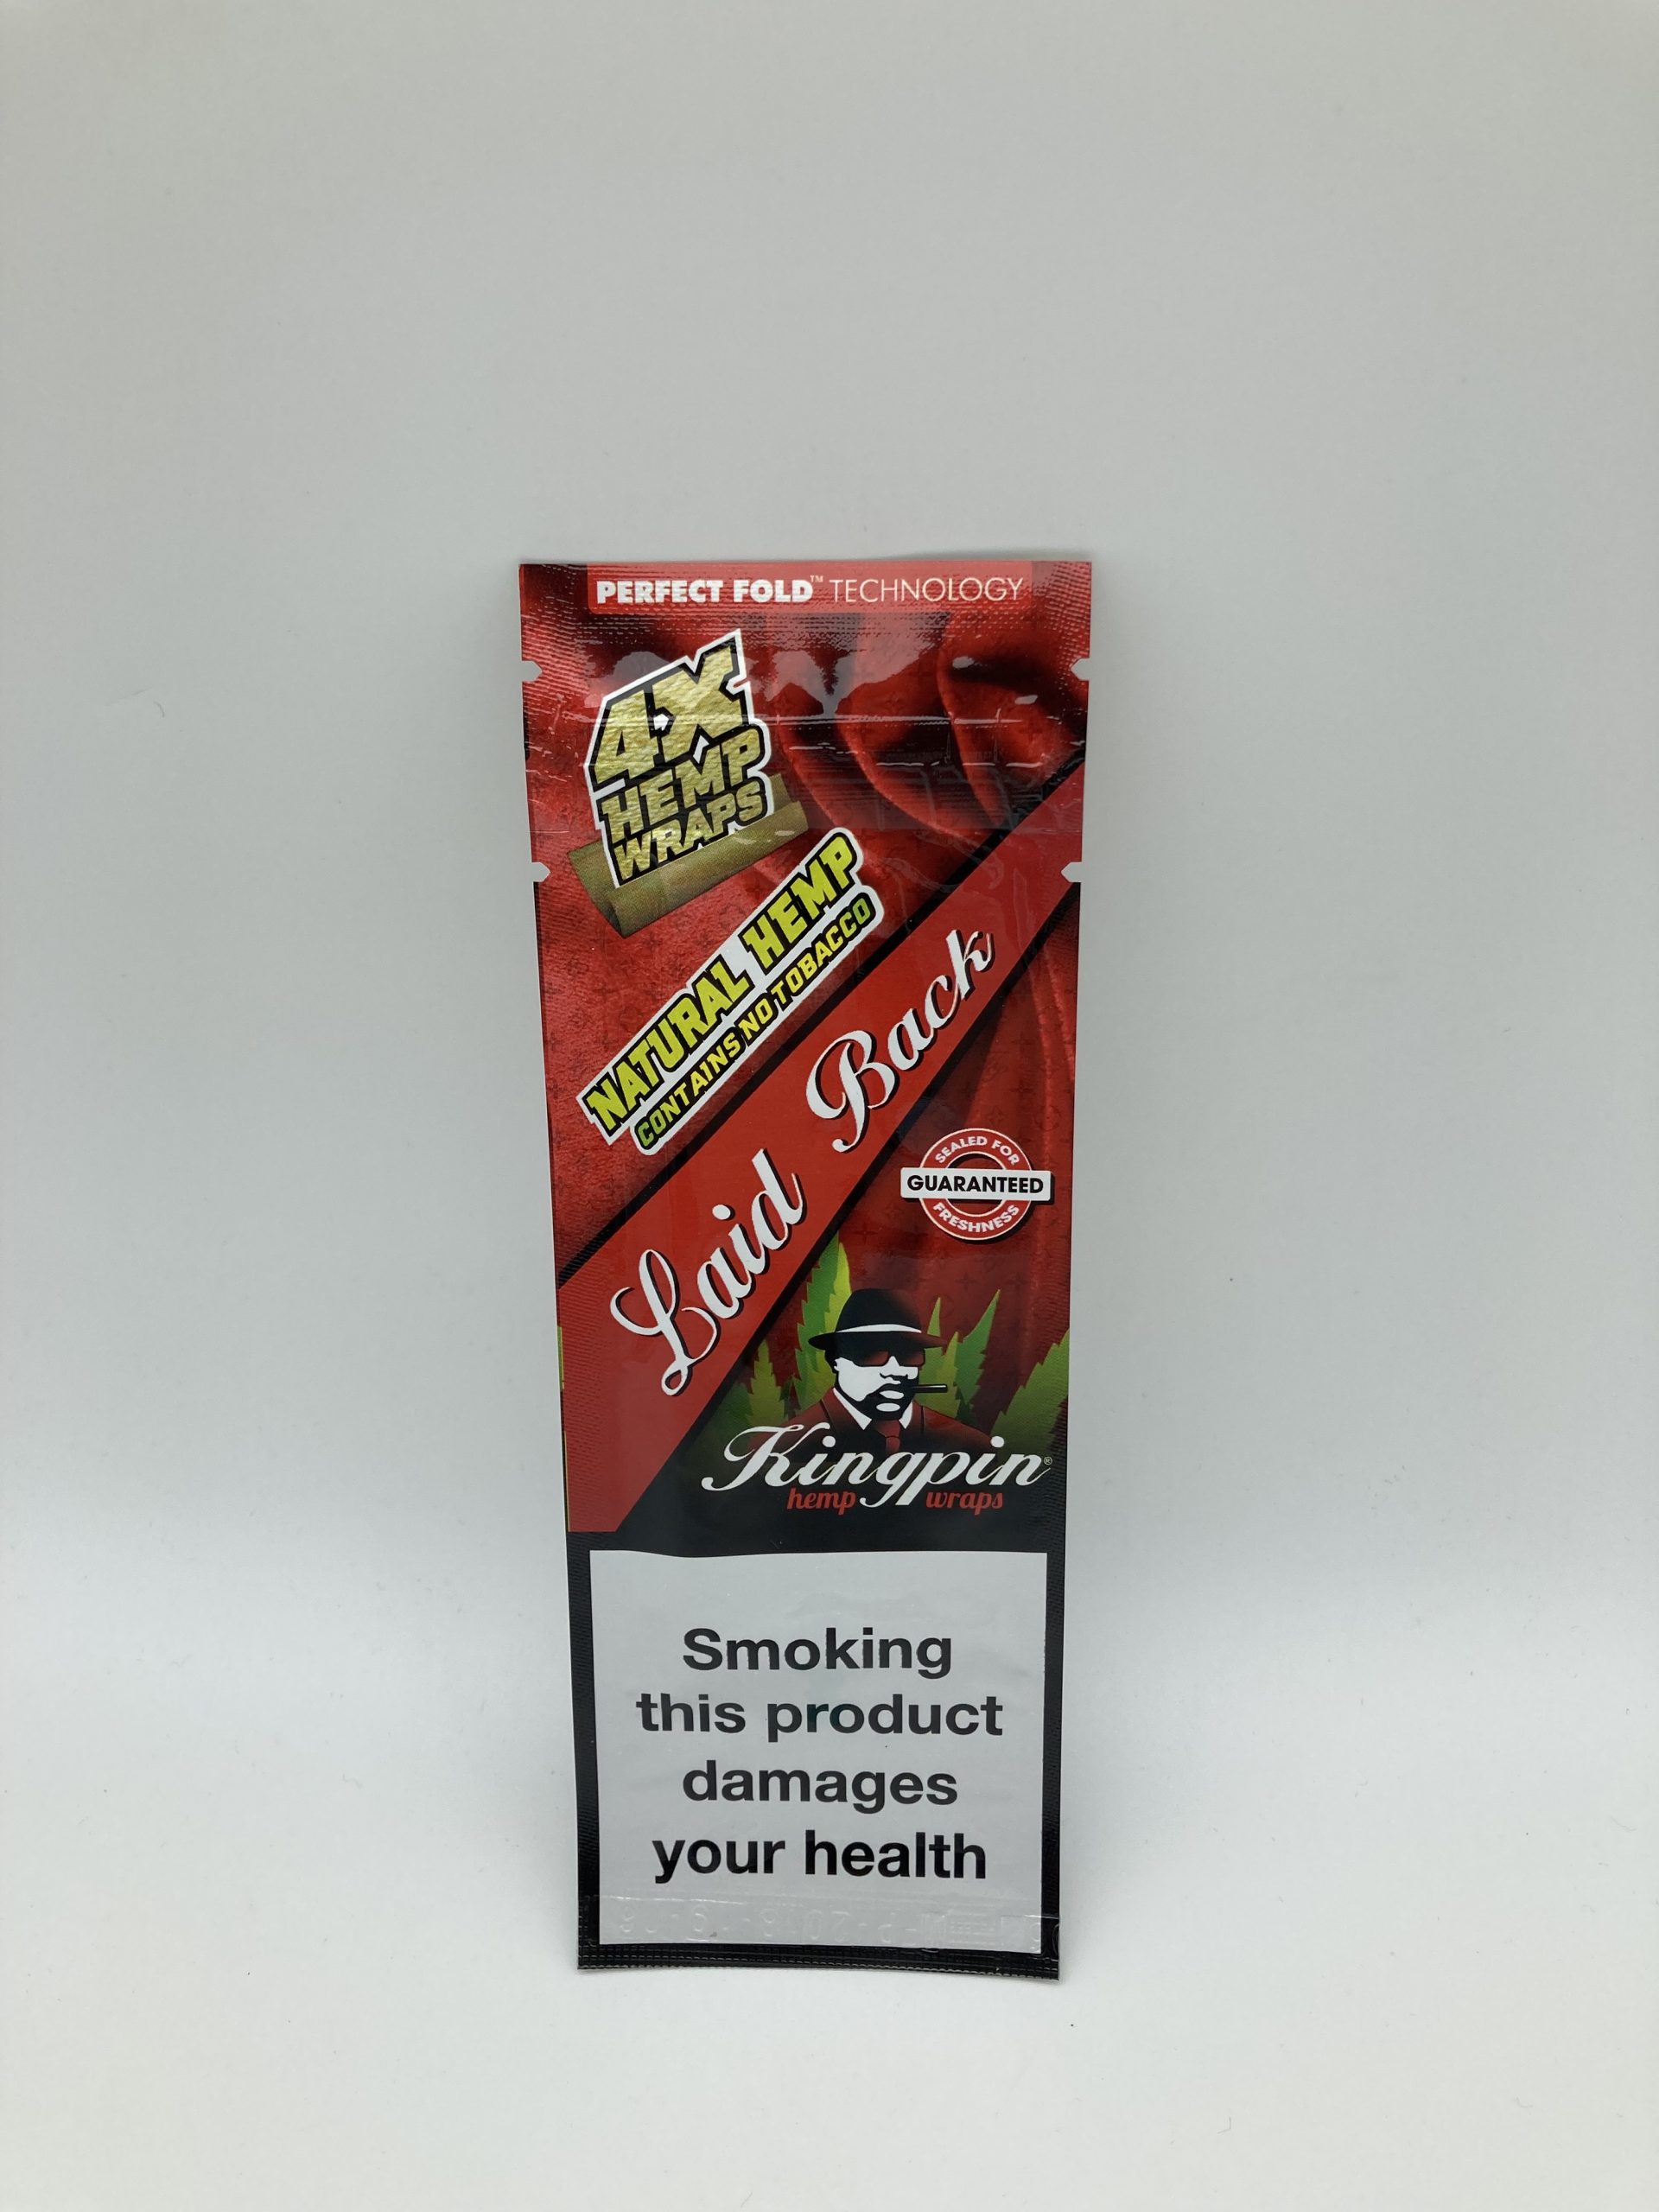 PERFECT FOLD™ TECHNOLOGY
4X
HEMP
WRAPS
NATURAL HEMP
CONTAINS NO TOBACCO
Laid Back
SEALED FOR
GUARANTEED
FRESHNESS
Kingpin®
hemp wraps
Smoking
this product
damages
your health